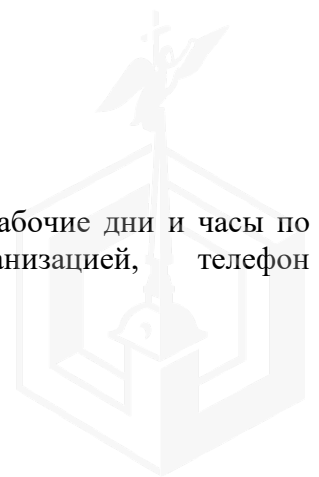 абочие дни и часы по
анизацией, телефон